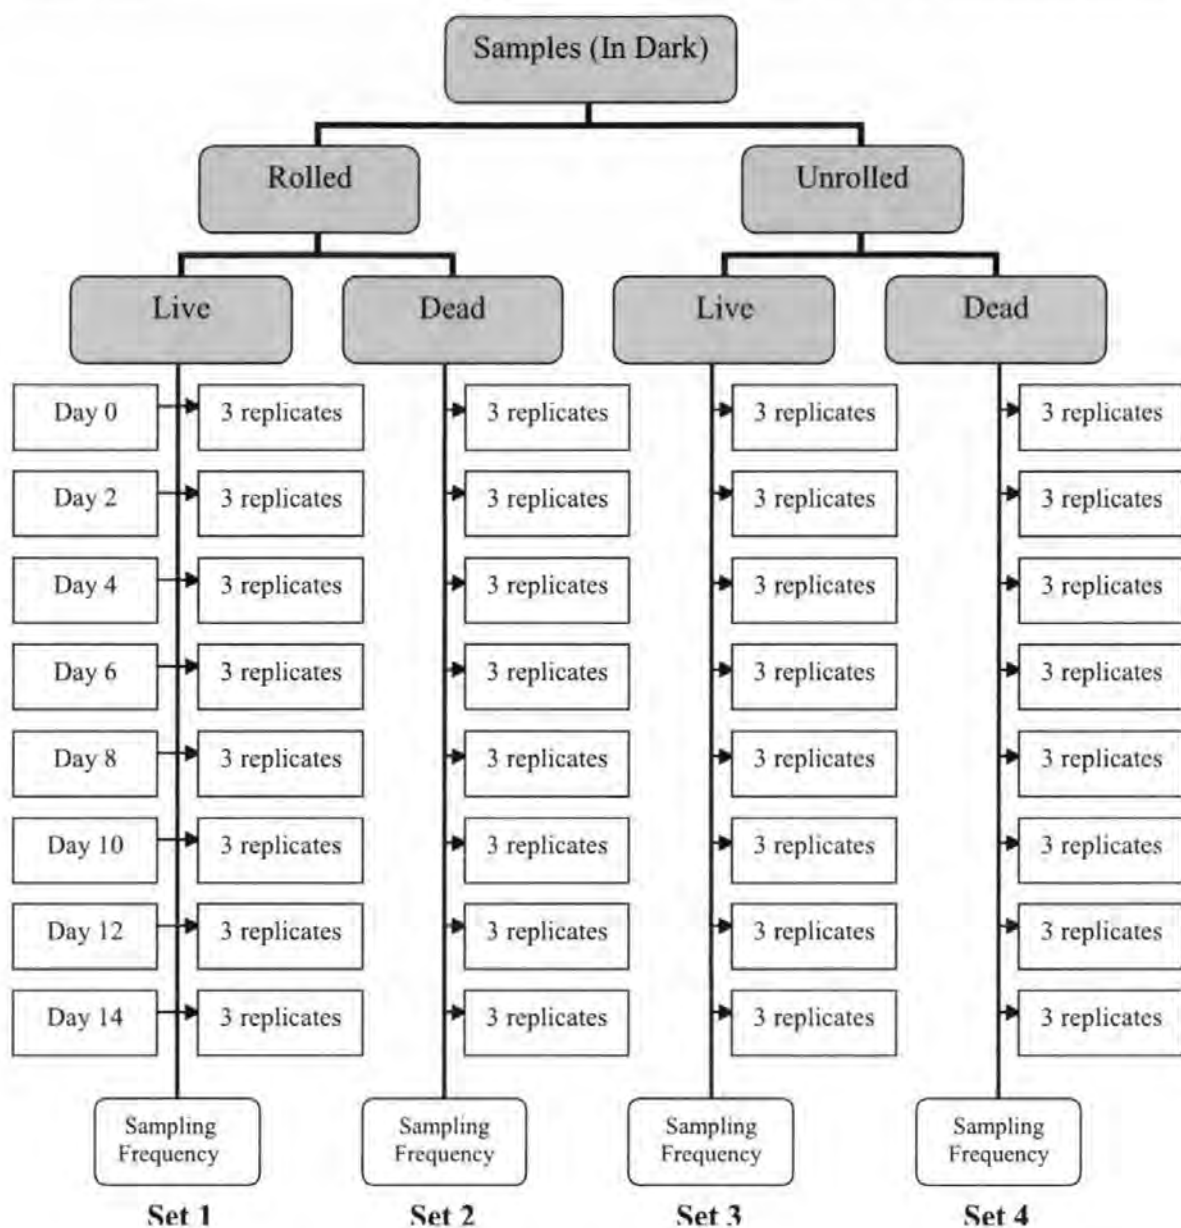 Samples (In Dark)
Rolled
Unrolled
Live
Dead
Live
Dead
Day 0
3 replicates
3 replicates
3 replicates
3 replicates
Day 2
3 replicates
3 replicates
3 replicates
3 replicates
Day 4
3 replicates
3 replicates
3 replicates
3 replicates
Day 6
3 replicates
3 replicates
3 replicates
3 replicates
Day 8
3 replicates
3 replicates
3 replicates
3 replicates
Day 10
3 replicates
3 replicates
3 replicates
3 replicates
Day 12
3 replicates
3 replicates
3 replicates
3 replicates
Day 14
3 replicates
3 replicates
3 replicates
3 replicates
Sampling
Frequency
Sampling
Frequency
Sampling
Frequency
Sampling
Frequency
Set 1
Set 2
Set 3
Set 4